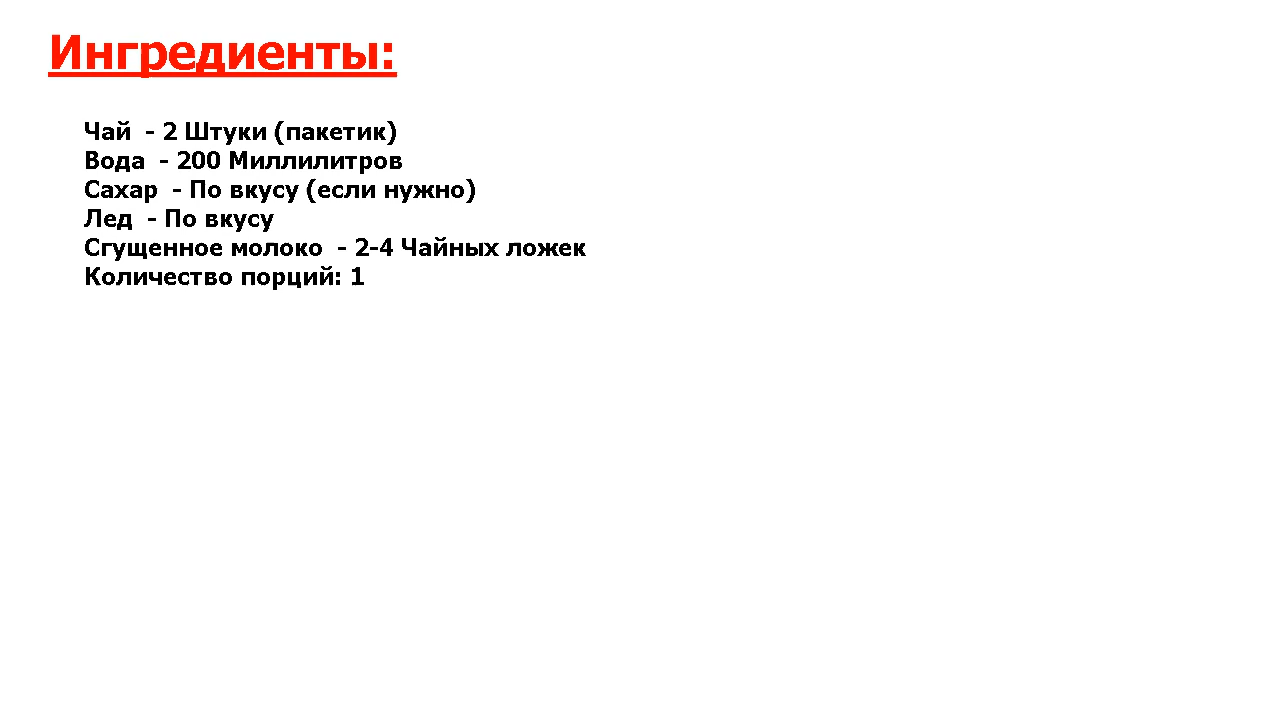 Ингредиенты:
Чай  - 2 Штуки (пакетик)
Вода  - 200 Миллилитров
Сахар  - По вкусу (если нужно)
Лед  - По вкусу
Сгущенное молоко  - 2-4 Чайных ложек
Количество порций: 1